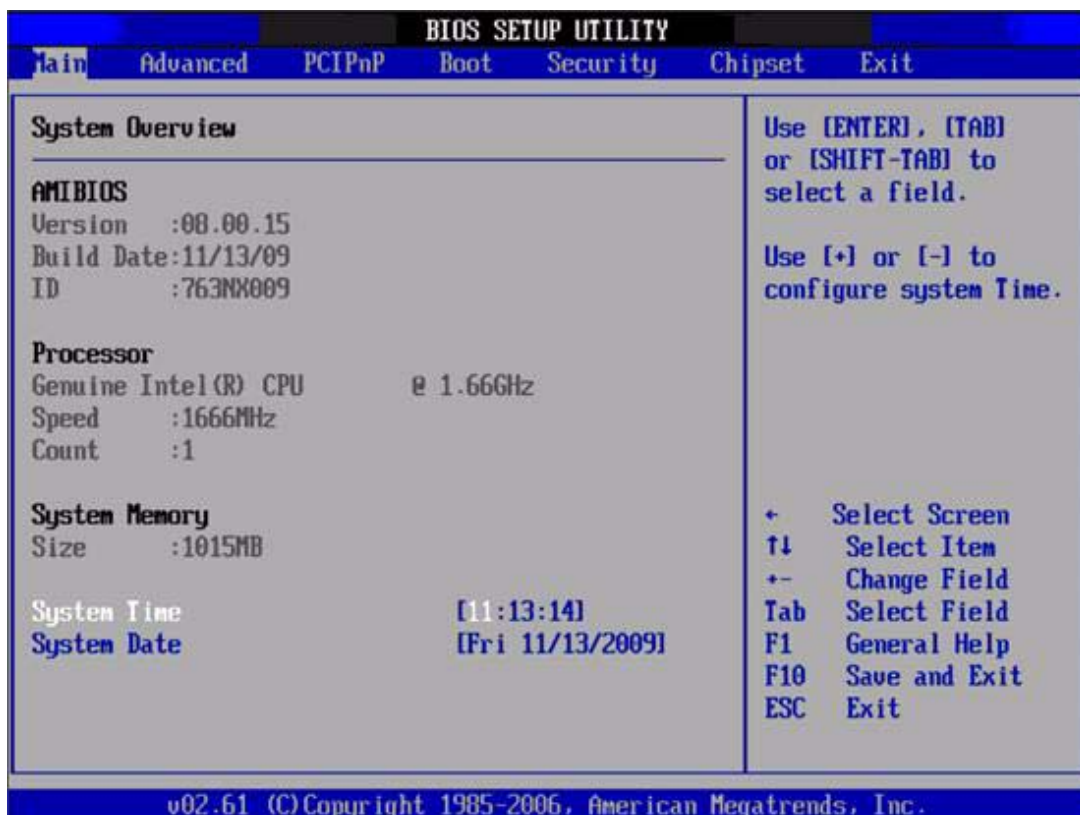 BIOS SETUP UTILITY
Main Advanced PCIPnP Boot Security Chipset Exit
System Overview
AMIBIOS
Version :08.00.15
Build Date:11/13/09
ID :763NX009
Processor
Genuine Intel(R) CPU @ 1.66GHz
Speed :1666MHz
Count :1
System Memory
Size :1015MB
System Time [11:13:14]
System Date [Fri 11/13/2009]
Use [ENTER], [TAB]
or [SHIFT-TAB] to
select a field.
Use [+] or [-] to
configure system Time.
← Select Screen
↑↓ Select Item
+- Change Field
Tab Select Field
F1 General Help
F10 Save and Exit
ESC Exit
v02.61 (C)Copyright 1985-2006, American Megatrends, Inc.